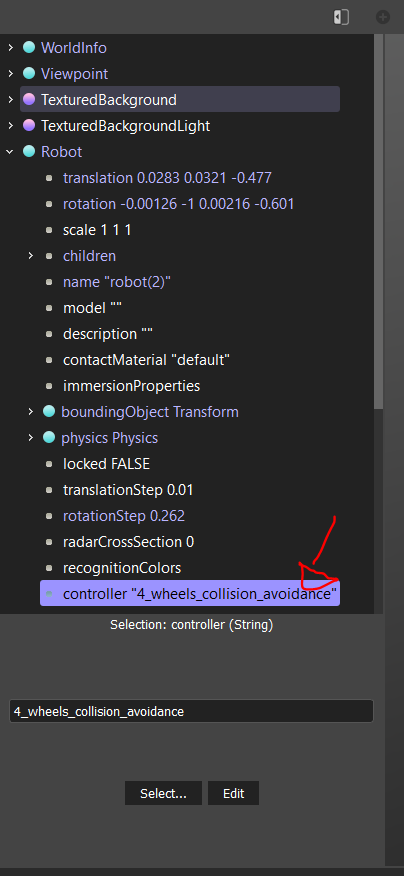 WorldInfo
Viewpoint
TexturedBackground
TexturedBackgroundLight
Robot
translation 0.0283 0.0321 -0.477
rotation -0.00126 -1 0.00216 -0.601
scale 1 1 1
children
name "robot(2)"
model ""
description ""
contactMaterial "default"
immersionProperties
boundingObject Transform
physics Physics
locked FALSE
translationStep 0.01
rotationStep 0.262
radarCrossSection 0
recognitionColors
controller "4_wheels_collision_avoidance"
Selection: controller (String)
4_wheels_collision_avoidance
Select... Edit